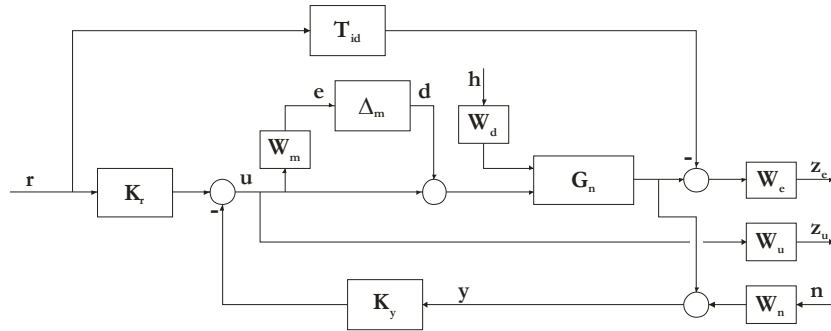 T_id
h
e
d
Δ_m
W_d
W_m
-
z_e
r
K_r
u
G_n
W_e
-
z_u
W_u
K_y
y
W_n
n